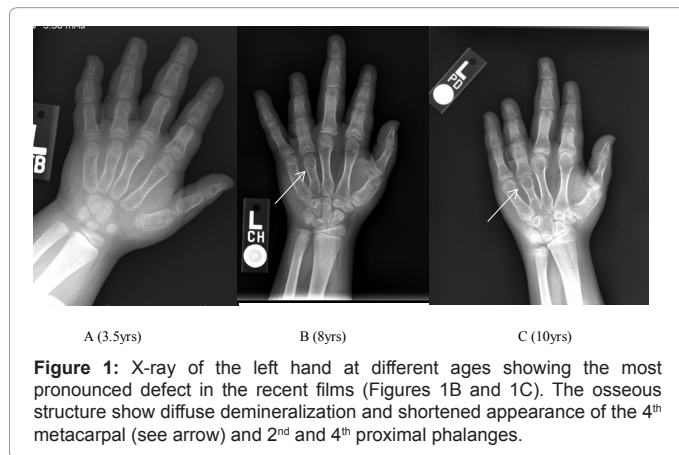 L
CH
PD L
A (3.5yrs)
B (8yrs)
C (10yrs)
Figure 1: X-ray of the left hand at different ages showing the most
pronounced defect in the recent films (Figures 1B and 1C). The osseous
structure show diffuse demineralization and shortened appearance of the 4th
metacarpal (see arrow) and 2nd and 4th proximal phalanges.